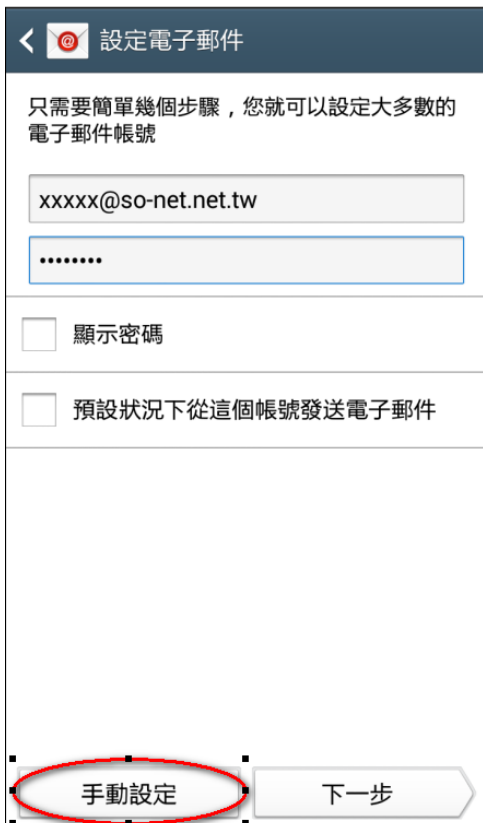 設定電子郵件
只需要簡單幾個步驟，您就可以設定大多數的
電子郵件帳號
xxxxx@so-net.net.tw
••••••••
顯示密碼
預設狀況下從這個帳號發送電子郵件
手動設定
下一步